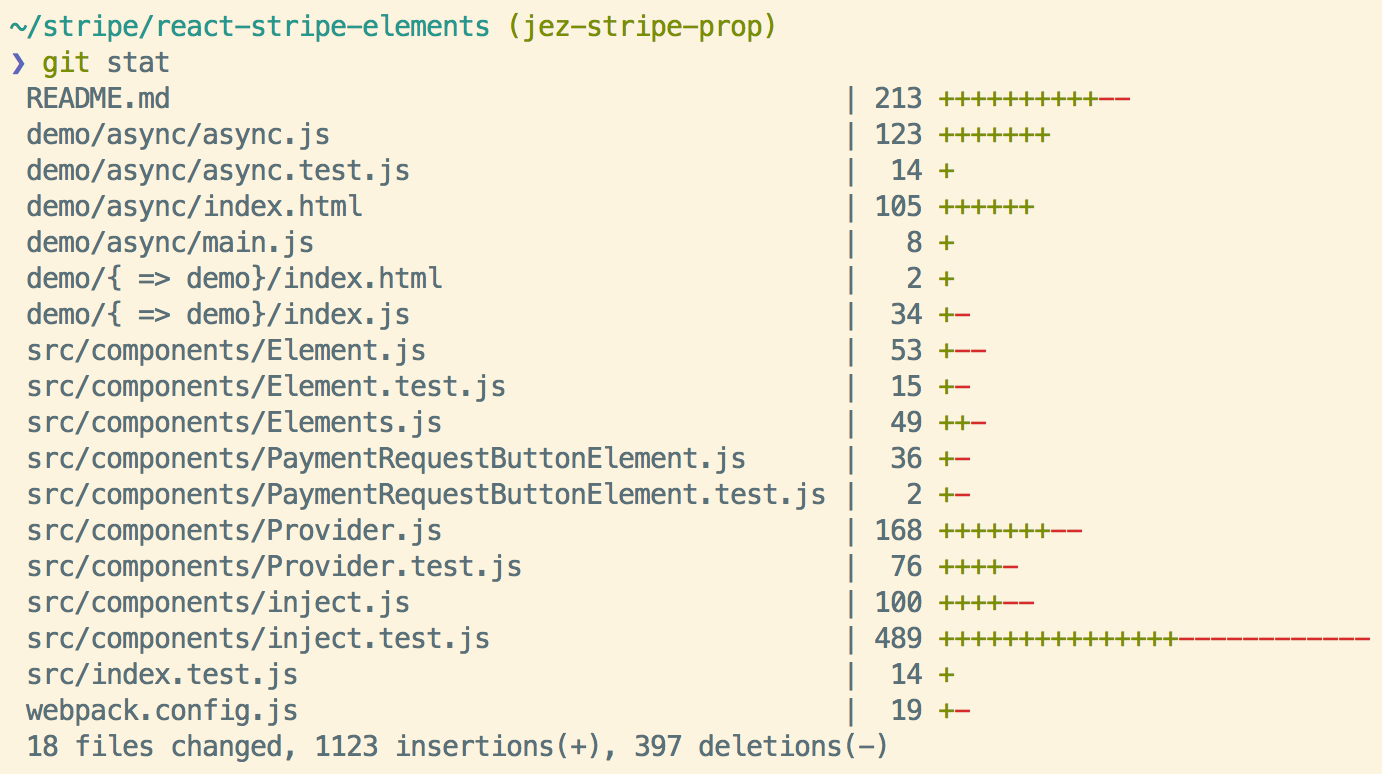 ~/stripe/react-stripe-elements (jez-stripe-prop)
❯ git stat
README.md | 213 ++++++++++--
demo/async/async.js | 123 +++++++
demo/async/async.test.js | 14 +
demo/async/index.html | 105 ++++++
demo/async/main.js | 8 +
demo/{ => demo}/index.html | 2 +
demo/{ => demo}/index.js | 34 +-
src/components/Element.js | 53 +--
src/components/Element.test.js | 15 +-
src/components/Elements.js | 49 ++-
src/components/PaymentRequestButtonElement.js | 36 +-
src/components/PaymentRequestButtonElement.test.js | 2 +-
src/components/Provider.js | 168 +++++++--
src/components/Provider.test.js | 76 ++++-
src/components/inject.js | 100 ++++--
src/components/inject.test.js | 489 +++++++++++++++------------
src/index.test.js | 14 +
webpack.config.js | 19 +-
18 files changed, 1123 insertions(+), 397 deletions(-)